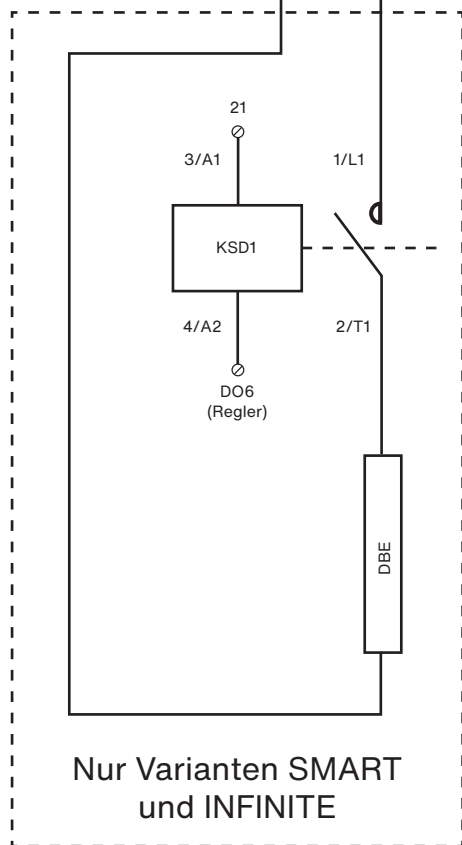 21
3/A1
1/L1
KSD1
4/A2
2/T1
DO6
(Regler)
DBE
Nur Varianten SMART
und INFINITE